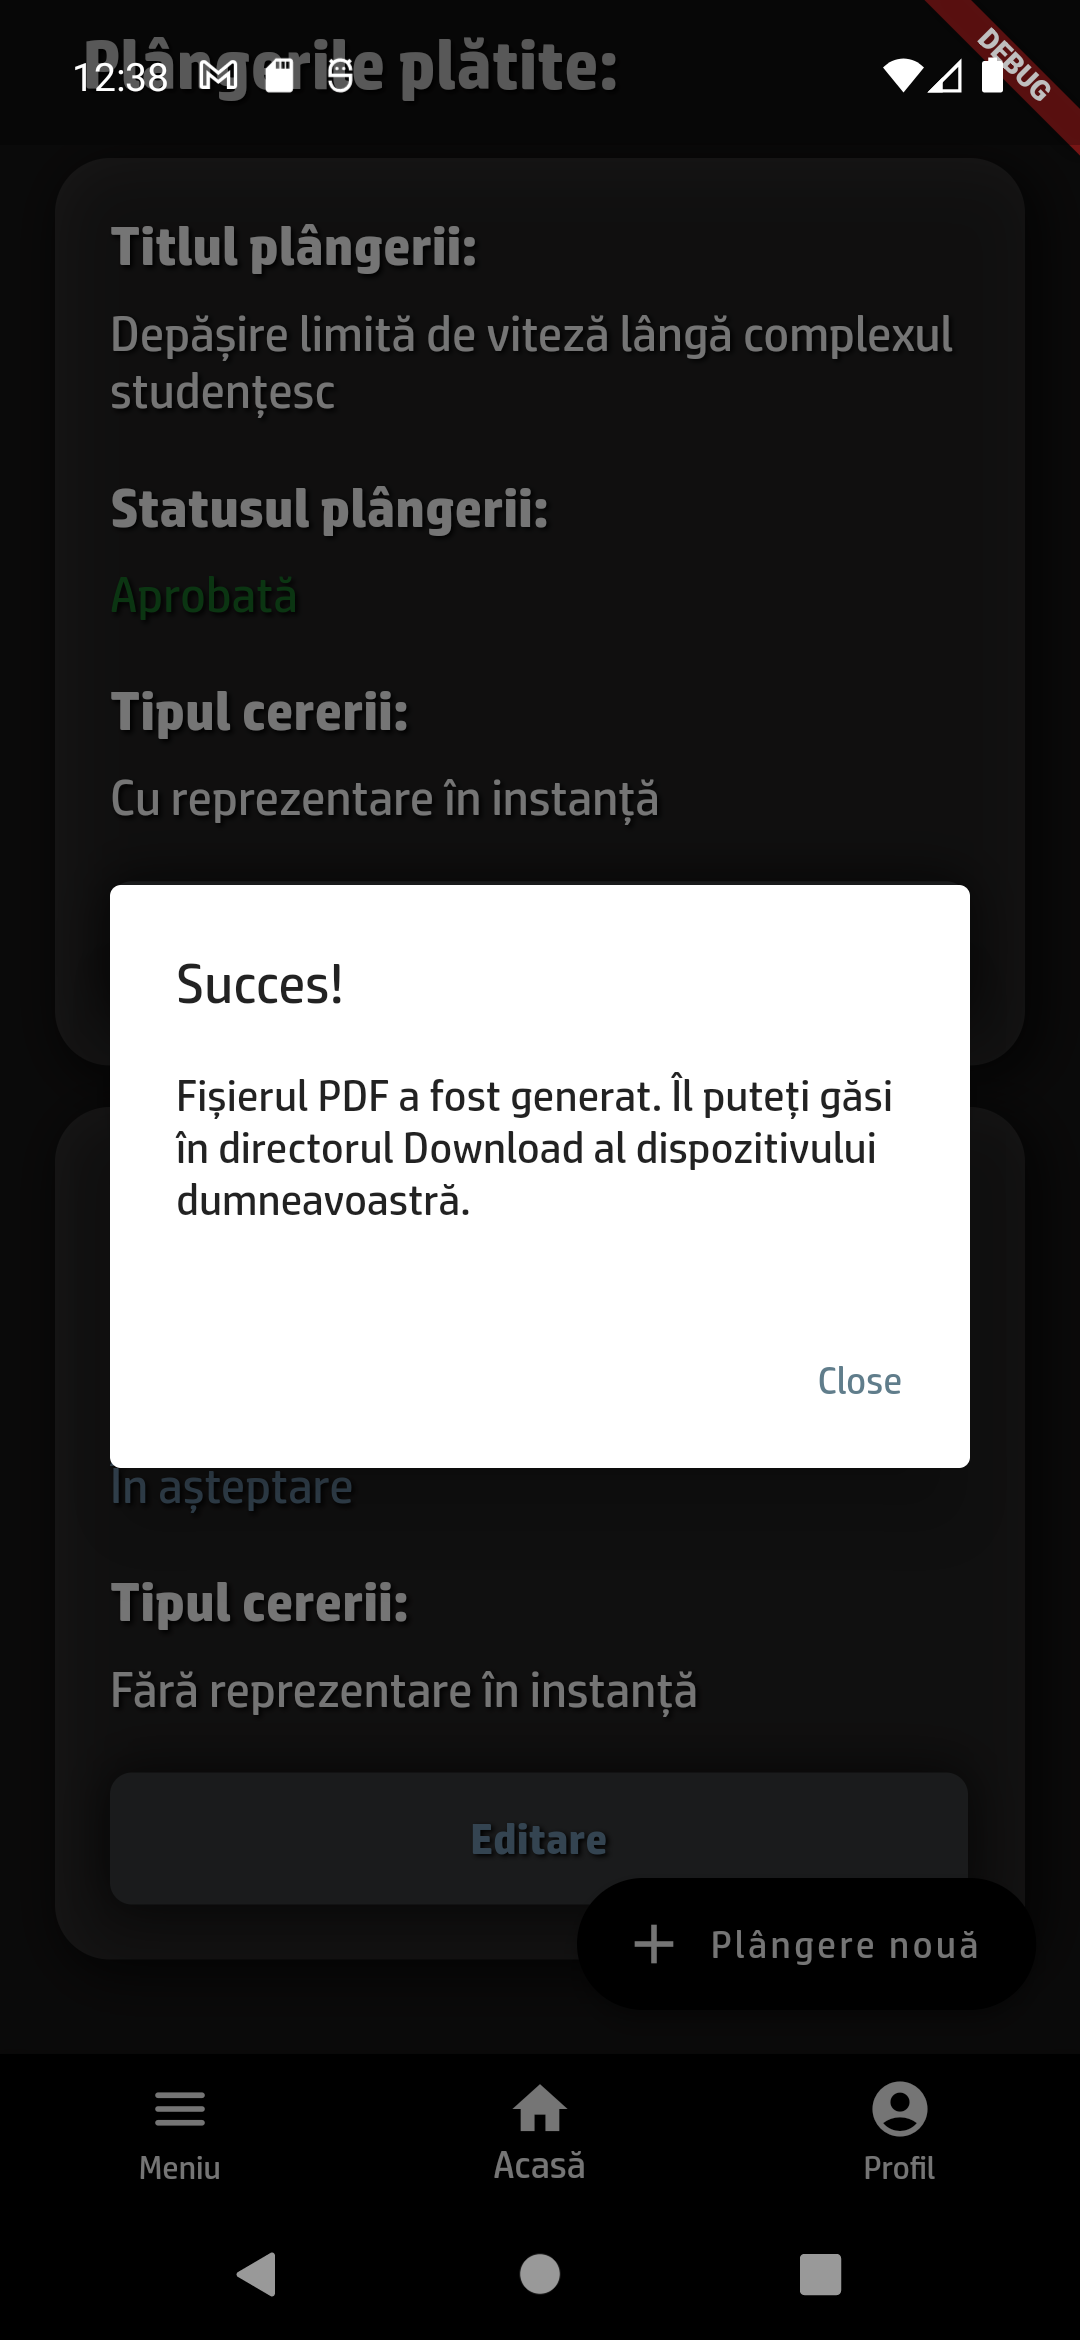 Plângerile plătite:
12:38
DEBUG
Titlul plângerii:
Depășire limită de viteză lângă complexul
studențesc
Statusul plângerii:
Aprobată
Tipul cererii:
Cu reprezentare în instanță
Succes!
Fișierul PDF a fost generat. Îl puteți găsi
în directorul Download al dispozitivului
dumneavoastră.
Close
În așteptare
Tipul cererii:
Fără reprezentare în instanță
Editare
Plângere nouă
Meniu
Acasă
Profil